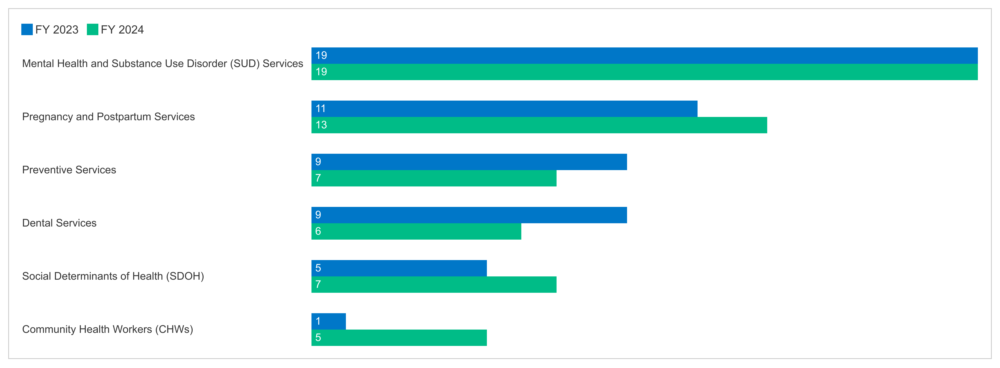 FY 2023 FY 2024
Mental Health and Substance Use Disorder (SUD) Services
19
19
Pregnancy and Postpartum Services
11
13
Preventive Services
9
7
Dental Services
9
6
Social Determinants of Health (SDOH)
5
7
Community Health Workers (CHWs)
1
5